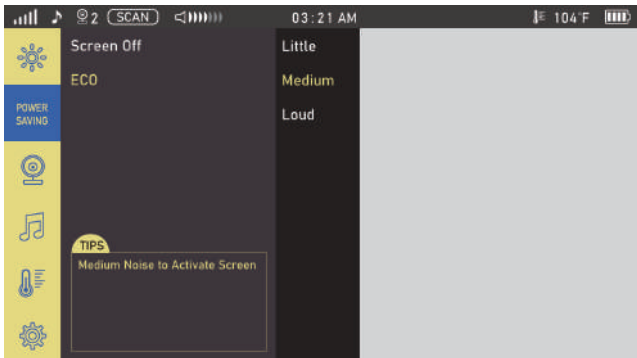 2 SCAN 03:21 AM 104°F
Screen Off Little
ECO Medium
POWER
SAVING
Loud
TIPS
Medium Noise to Activate Screen